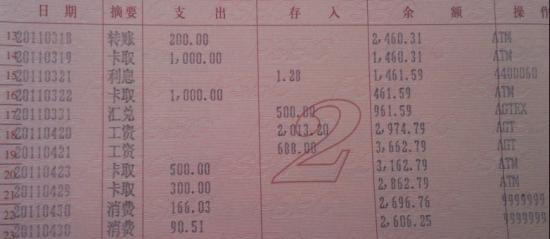 日 期 摘要 支 出 存 入 余 额 操作
13 20110318 转账 200.00 2,460.31 ATM
14 20110319 卡取 1,000.00 1,460.31 ATM
15 20110321 利息 1.28 1,461.59 4400060
16 20110322 卡取 1,000.00 461.59 ATM
17 20110331 汇兑 500.00 961.59 AGTEX
18 20110420 工资 2,013.20 2,974.79 AGT
19 20110421 工资 688.00 3,662.79 AGT
20 20110423 卡取 500.00 3,162.79 ATM
21 20110429 卡取 300.00 2,862.79 ATM
22 20110430 消费 166.03 2,696.76 9999999
23 20110430 消费 90.51 2,606.25 9999999
2